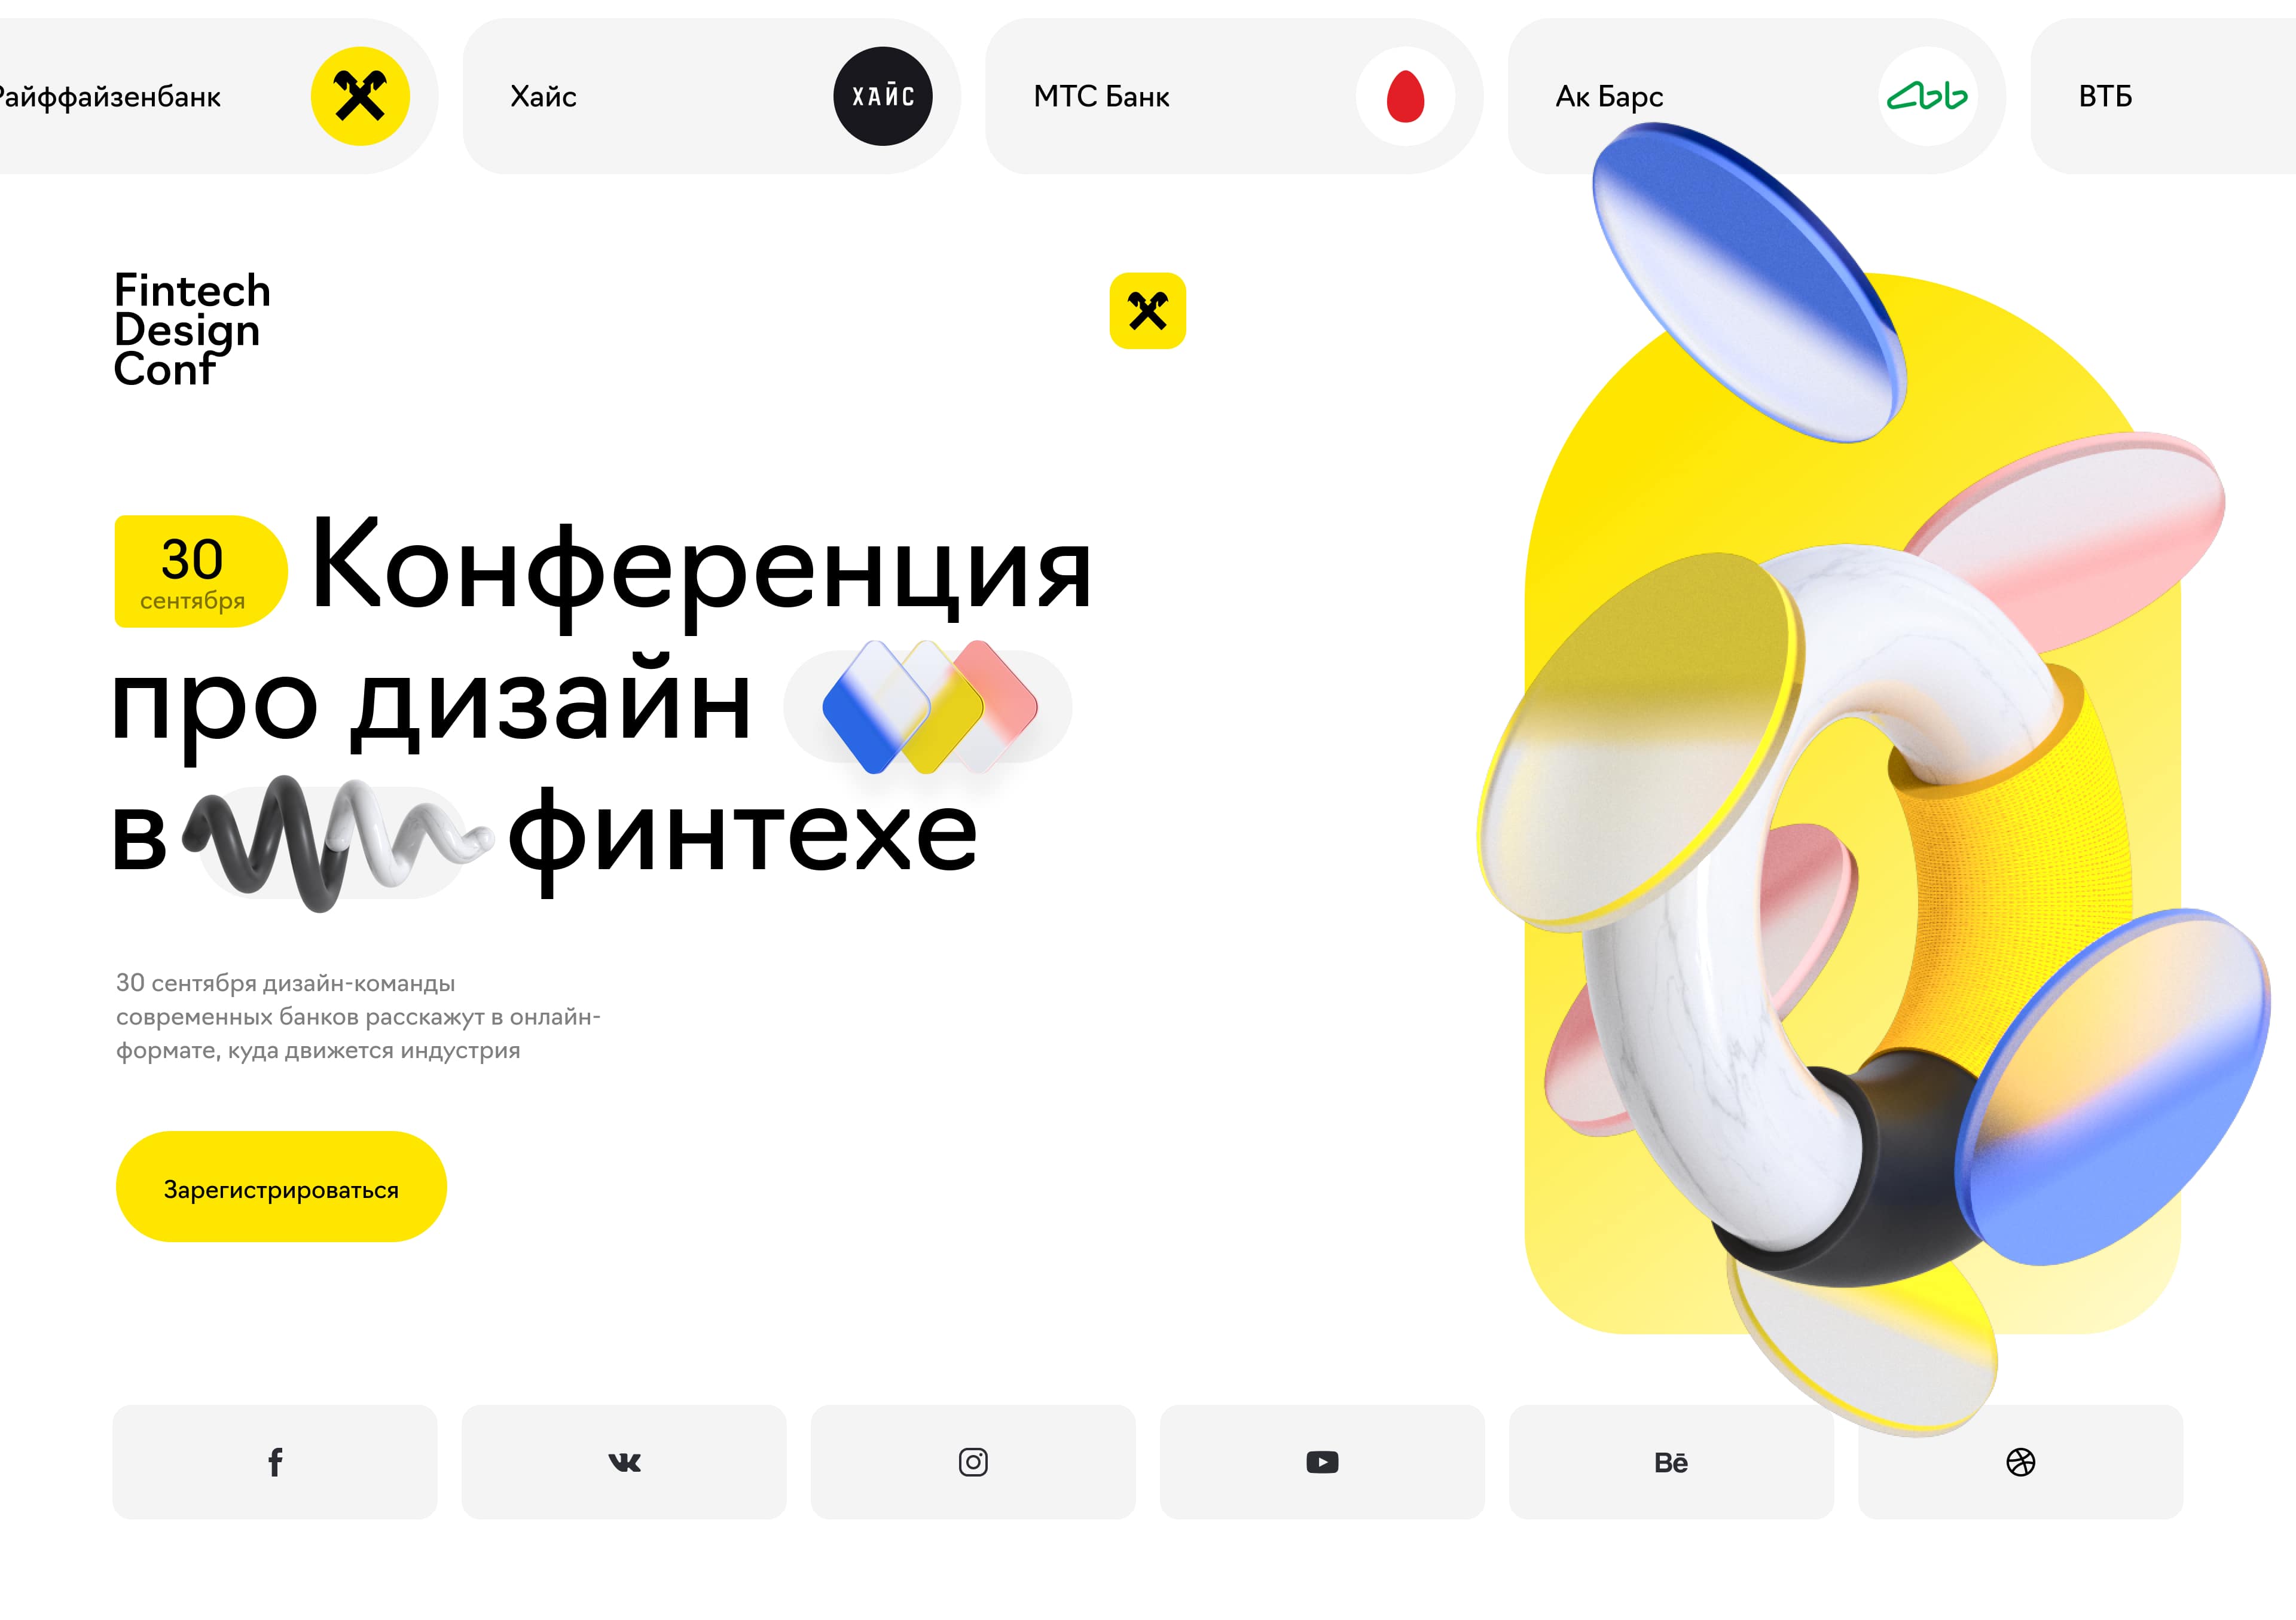 Райффайзенбанк
Хайс
ХАЙС
МТС Банк
Ак Барс
ВТБ
Fintech
Design
Conf
30
сентября
Конференция
про дизайн
в финтехе
30 сентября дизайн-команды
современных банков расскажут в онлайн-
формате, куда движется индустрия
Зарегистрироваться
Bē